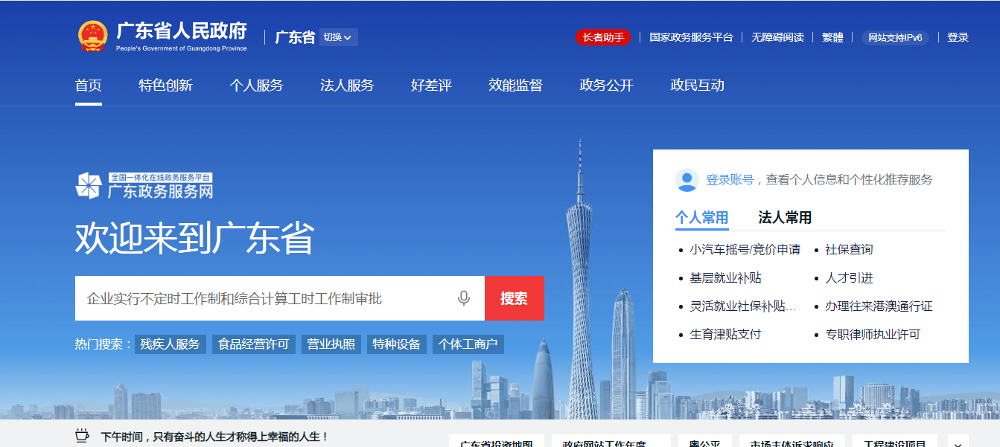 广东省人民政府
People's Government of Guangdong Province
广东省 切换
长者助手 国家政务服务平台 无障碍阅读 繁體 网站支持IPv6 登录
首页 特色创新 个人服务 法人服务 好差评 效能监督 政务公开 政民互动
全国一体化在线政务服务平台
广东政务服务网
欢迎来到广东省
企业实行不定时工作制和综合计算工时工作制审批 搜索
热门搜索： 残疾人服务 食品经营许可 营业执照 特种设备 个体工商户
登录账号，查看个人信息和个性化推荐服务
个人常用 法人常用
小汽车摇号/竞价申请 社保查询
基层就业补贴 人才引进
灵活就业社保补贴... 办理往来港澳通行证
生育津贴支付 专职律师执业许可
下午时间，只有奋斗的人生才称得上幸福的人生！
广东省投资地图 政府网站工作年度 粤公平 市场主体诉求响应 工程建设项目